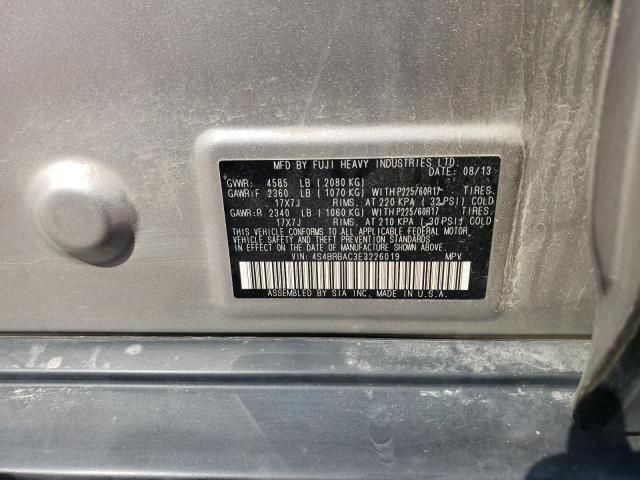 MFD BY FUJI HEAVY INDUSTRIES LTD.
DATE: 08/13
GVWR: 4585 LB (2080 KG)
GAWR:F 2360 LB (1070 KG) WITH P225/60R17 TIRES,
17X7J RIMS, AT 220 KPA (32 PSI) COLD
GAWR:R 2340 LB (1060 KG) WITH P225/60R17 TIRES,
17X7J RIMS, AT 210 KPA (30 PSI) COLD
THIS VEHICLE CONFORMS TO ALL APPLICABLE FEDERAL MOTOR
VEHICLE SAFETY AND THEFT PREVENTION STANDARDS
IN EFFECT ON THE DATE OF MANUFACTURE SHOWN ABOVE.
VIN: 4S4BRBAC3E3226019 MPV
ASSEMBLED BY SIA INC. MADE IN U.S.A.